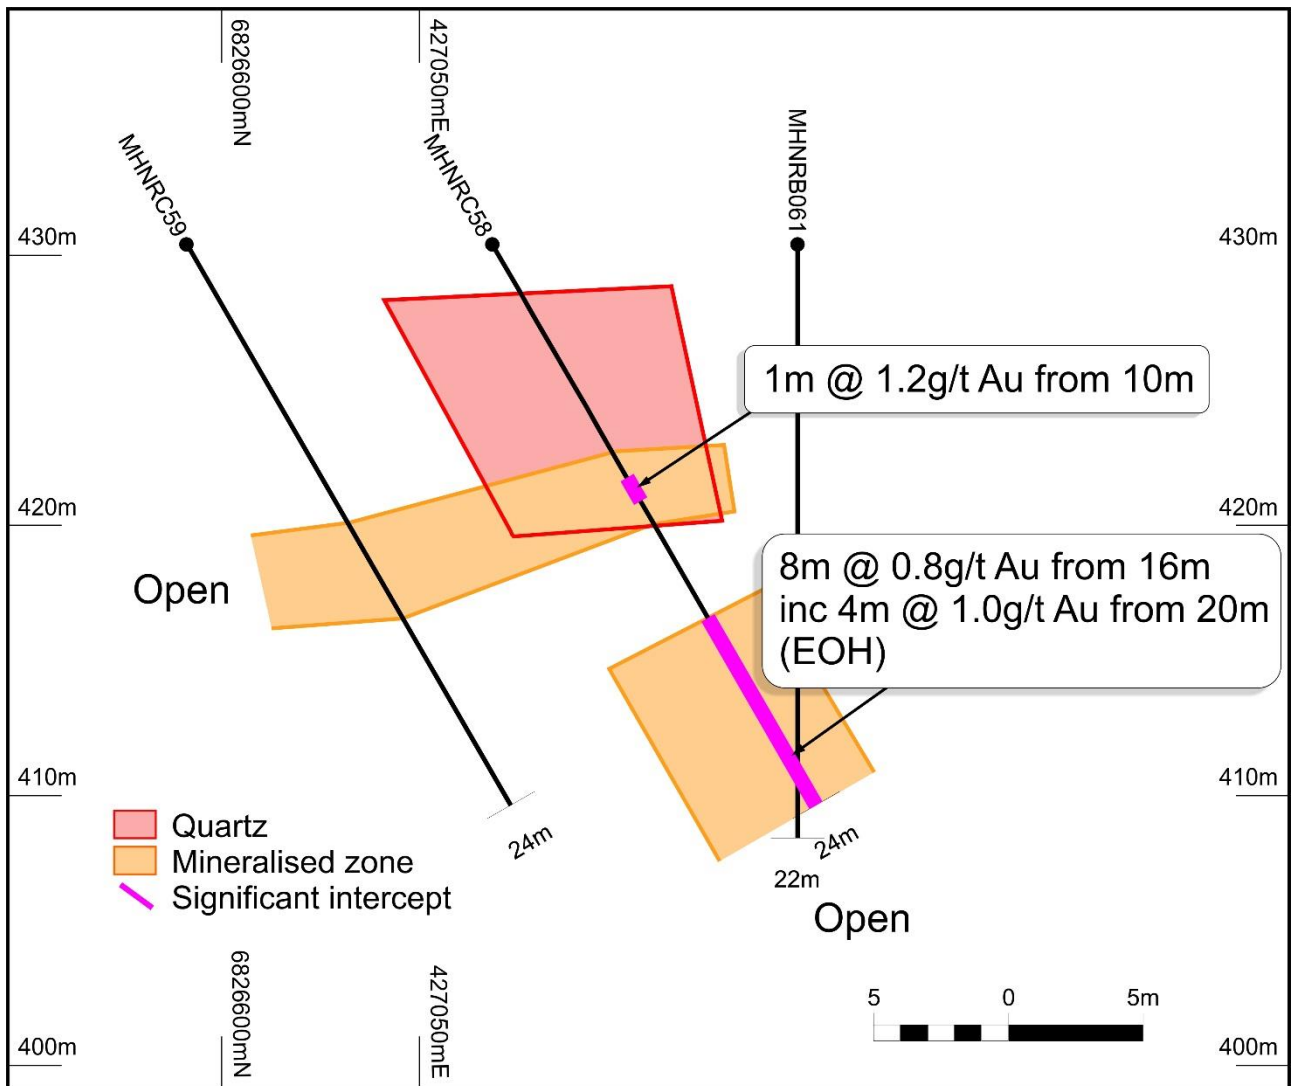 6826600mN
427050mE
MHNRC59
MHNRC58
MHNRB061
430m
430m
1m @ 1.2g/t Au from 10m
420m
420m
8m @ 0.8g/t Au from 16m
inc 4m @ 1.0g/t Au from 20m
(EOH)
Open
410m
410m
Quartz
Mineralised zone
Significant intercept
24m
24m
22m
Open
6826600mN
427050mE
5
0
5m
400m
400m